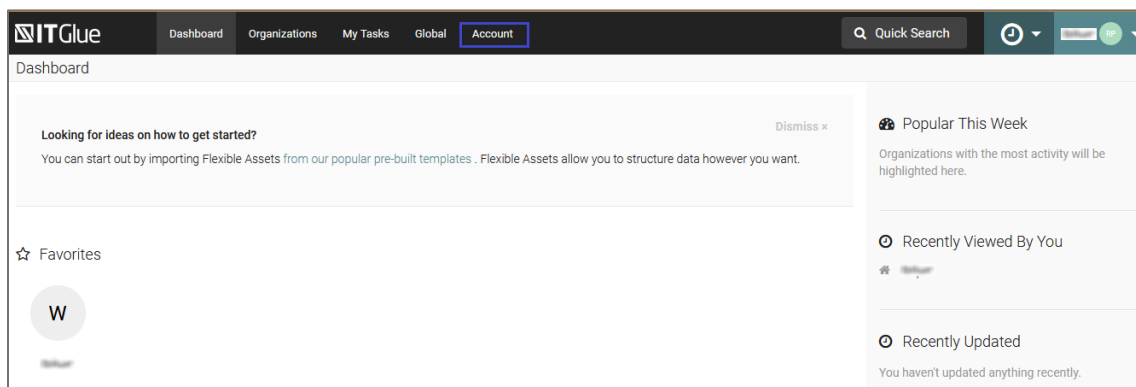 ITGlue
Dashboard Organizations My Tasks Global Account
Quick Search
RP
Dashboard
Looking for ideas on how to get started?
Dismiss ×
You can start out by importing Flexible Assets from our popular pre-built templates . Flexible Assets allow you to structure data however you want.
Favorites
W
Popular This Week
Organizations with the most activity will be
highlighted here.
Recently Viewed By You
Recently Updated
You haven't updated anything recently.